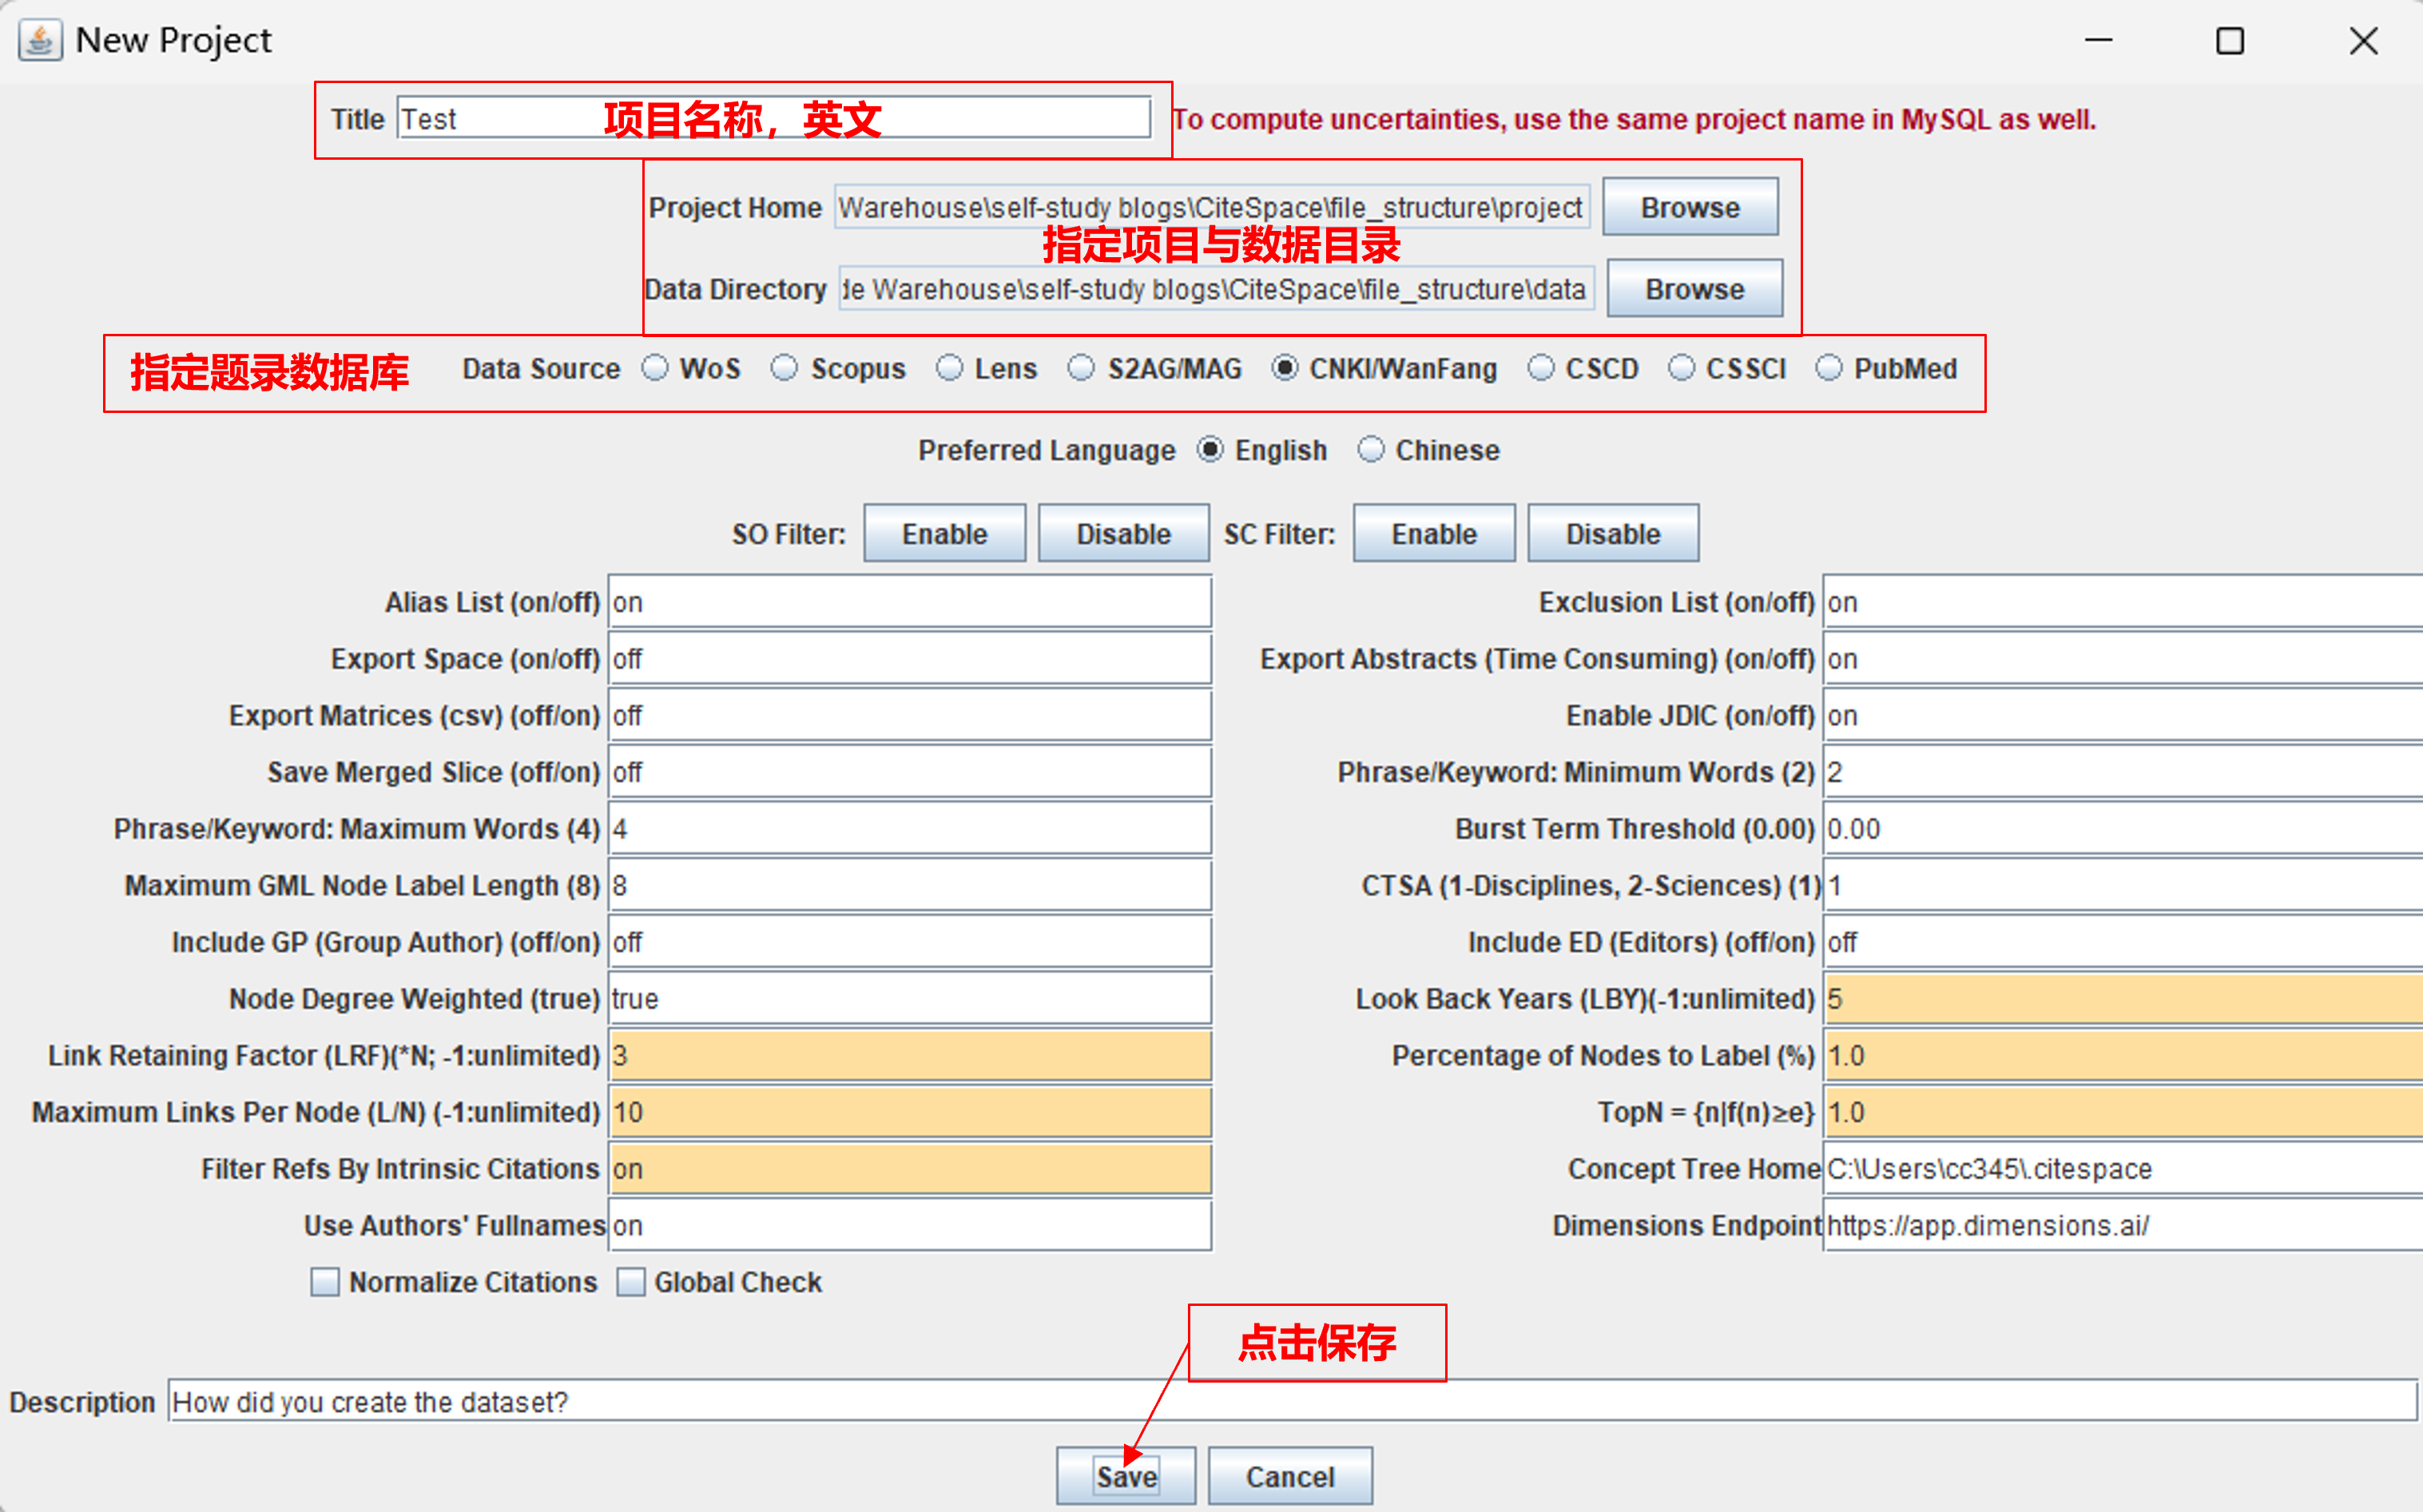 New Project
Title Test 项目名称，英文 To compute uncertainties, use the same project name in MySQL as well.
Project Home Warehouse\self-study blogs\CiteSpace\file_structure\project Browse
指定项目与数据目录
Data Directory Warehouse\self-study blogs\CiteSpace\file_structure\data Browse
指定题录数据库 Data Source WoS Scopus Lens S2AG/MAG CNKI/WanFang CSCD CSSCI PubMed
Preferred Language English Chinese
SO Filter: Enable Disable SC Filter: Enable Disable
Alias List (on/off) on Exclusion List (on/off) on
Export Space (on/off) off Export Abstracts (Time Consuming) (on/off) on
Export Matrices (csv) (off/on) off Enable JDIC (on/off) on
Save Merged Slice (off/on) off Phrase/Keyword: Minimum Words (2) 2
Phrase/Keyword: Maximum Words (4) 4 Burst Term Threshold (0.00) 0.00
Maximum GML Node Label Length (8) 8 CTSA (1-Disciplines, 2-Sciences) (1) 1
Include GP (Group Author) (off/on) off Include ED (Editors) (off/on) off
Node Degree Weighted (true) true Look Back Years (LBY)(-1:unlimited) 5
Link Retaining Factor (LRF)(*N; -1:unlimited) 3 Percentage of Nodes to Label (%) 1.0
Maximum Links Per Node (L/N) (-1:unlimited) 10 TopN = {n|f(n)≥e} 1.0
Filter Refs By Intrinsic Citations on Concept Tree Home C:\Users\cc345\.citespace
Use Authors' Fullnames on Dimensions Endpoint https://app.dimensions.ai/
Normalize Citations Global Check
点击保存
Description How did you create the dataset?
Save Cancel